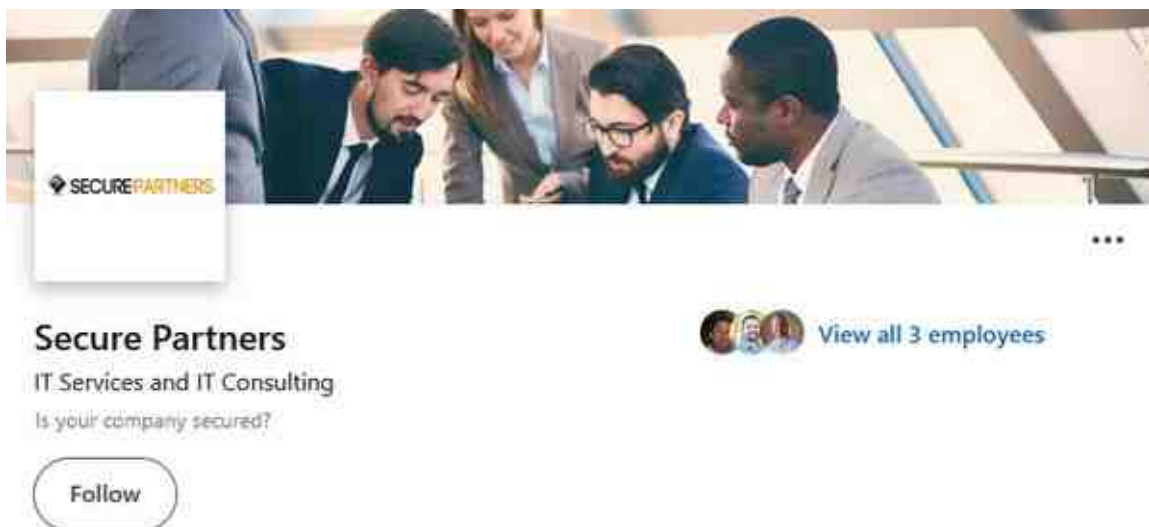 SECUREPARTNERS
Secure Partners
View all 3 employees
IT Services and IT Consulting
Is your company secured?
Follow